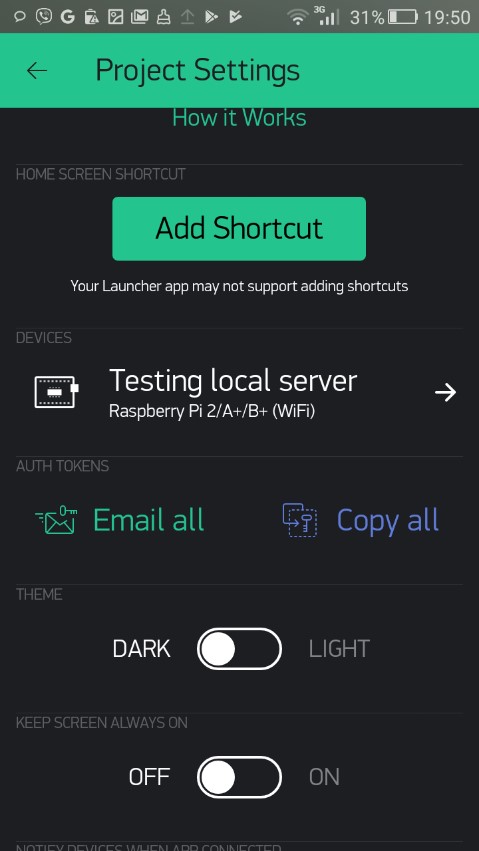 3G
31%
19:50
Project Settings
How it Works
HOME SCREEN SHORTCUT
Add Shortcut
Your Launcher app may not support adding shortcuts
DEVICES
Testing local server
Raspberry Pi 2/A+/B+ (WiFi)
AUTH TOKENS
Email all
Copy all
THEME
DARK
LIGHT
KEEP SCREEN ALWAYS ON
OFF
ON
NOTIFY DEVICES WHEN APP CONNECTED